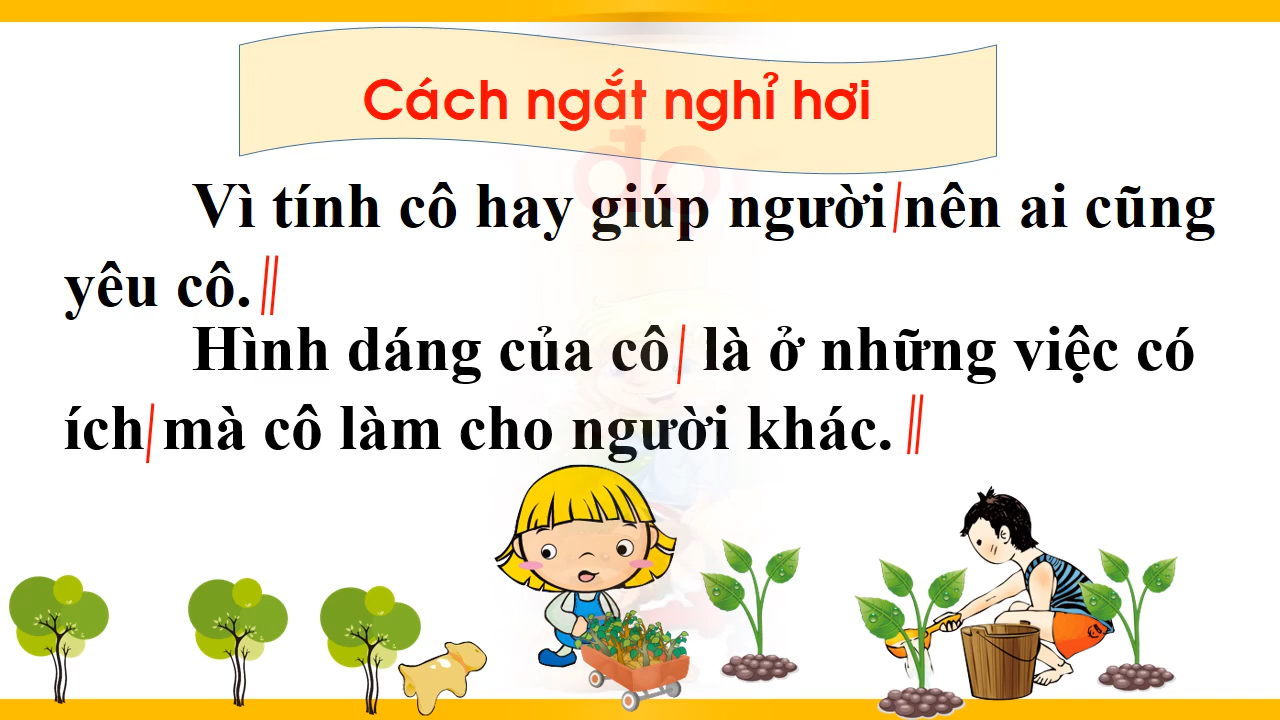 Cách ngắt nghỉ hơi
Vì tính cô hay giúp người/nên ai cũng
yêu cô.//
Hình dáng của cô/ là ở những việc có
ích/mà cô làm cho người khác. //